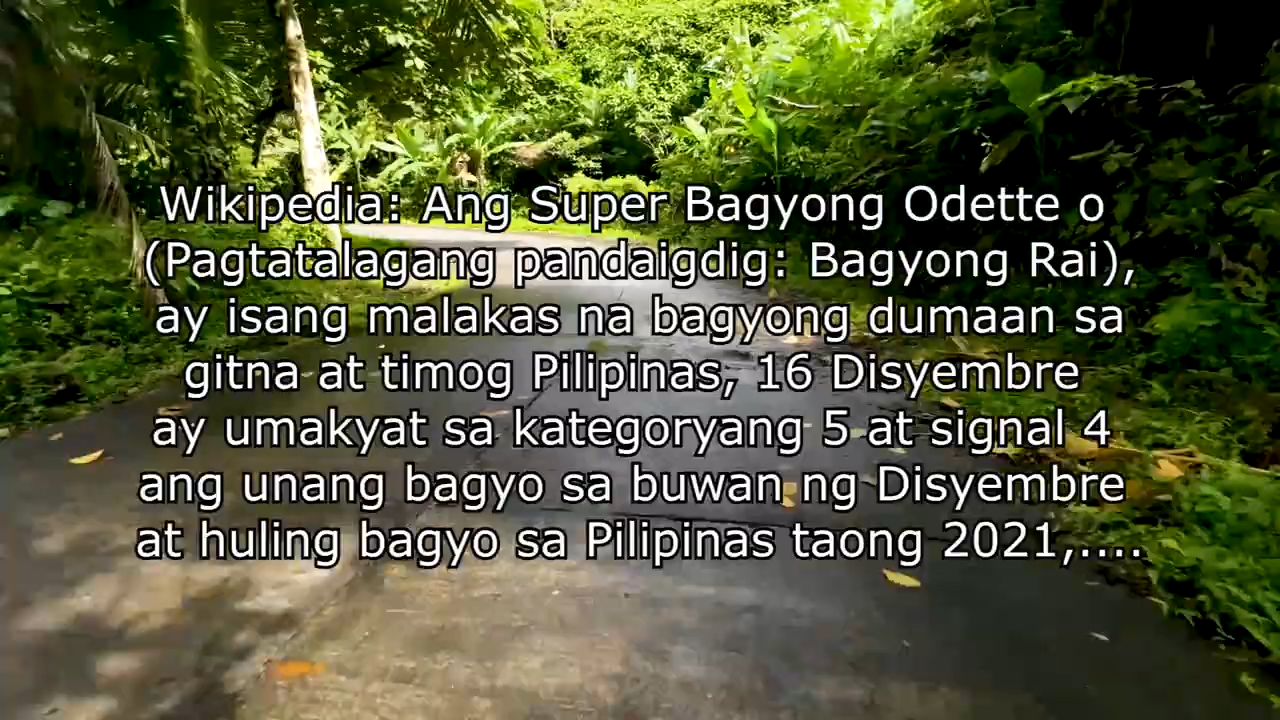 Wikipedia: Ang Super Bagyong Odette o
(Pagtatalagang pandaigdig: Bagyong Rai),
ay isang malakas na bagyong dumaan sa
gitna at timog Pilipinas, 16 Disyembre
ay umakyat sa kategoryang 5 at signal 4
ang unang bagyo sa buwan ng Disyembre
at huling bagyo sa Pilipinas taong 2021,....